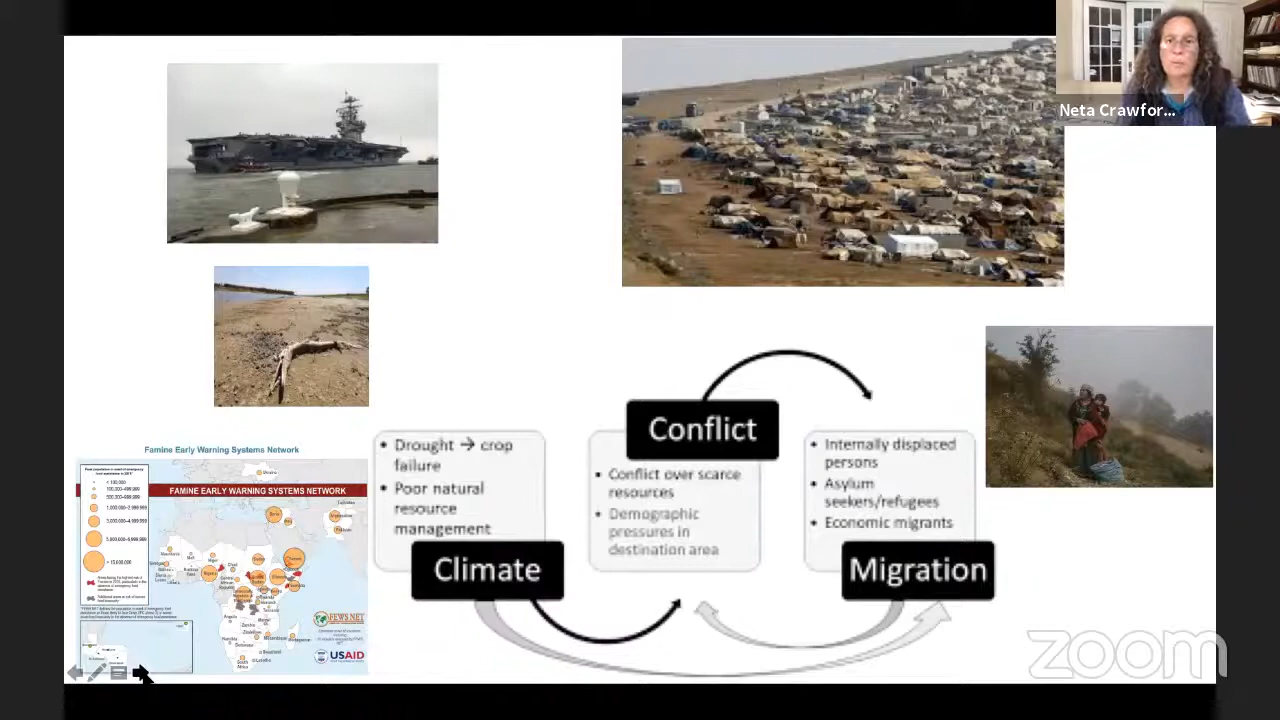 Neta Crawfor...
Conflict
• Drought → crop
failure
• Poor natural
resource
management
Climate
• Conflict over scarce
resources
• Demographic
pressures in
destination area
• Internally displaced
persons
• Asylum
seekers/refugees
• Economic migrants
Migration
Famine Early Warning Systems Network
FAMINE EARLY WARNING SYSTEMS NETWORK
FEWS NET
USAID
zoom